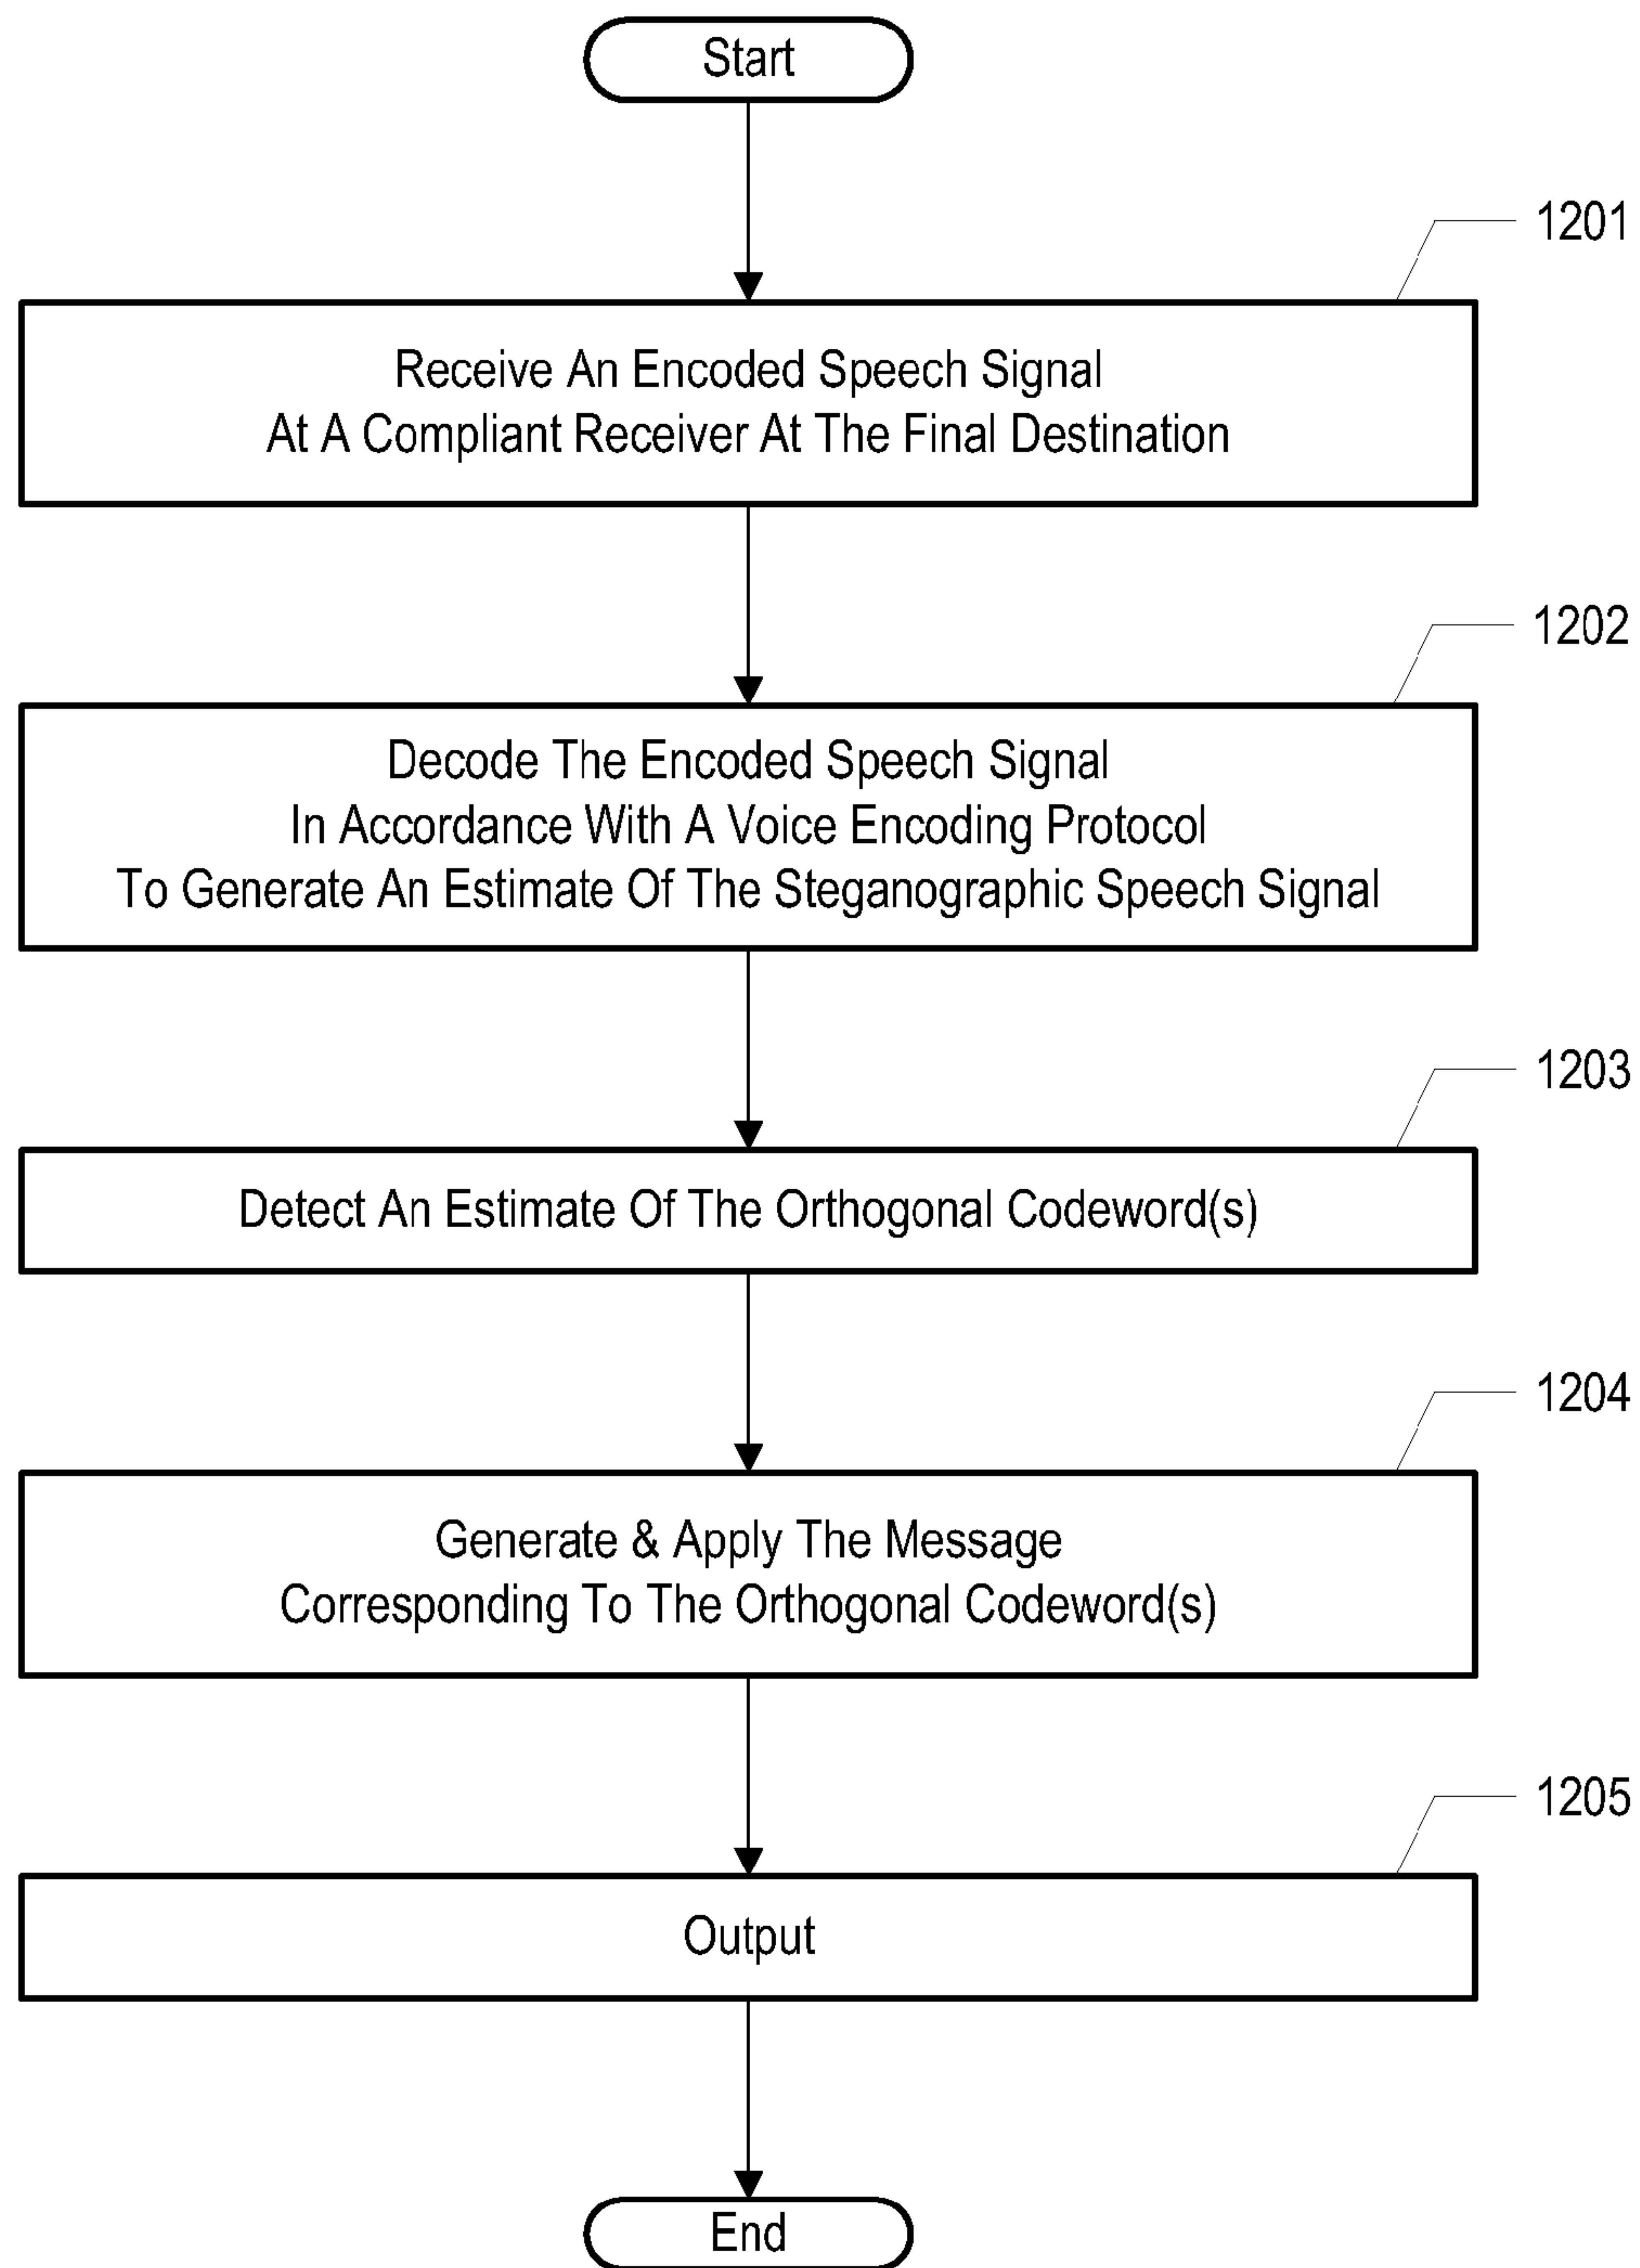 Start
1201
Receive An Encoded Speech Signal
At A Compliant Receiver At The Final Destination
1202
Decode The Encoded Speech Signal
In Accordance With A Voice Encoding Protocol
To Generate An Estimate Of The Steganographic Speech Signal
1203
Detect An Estimate Of The Orthogonal Codeword(s)
1204
Generate & Apply The Message
Corresponding To The Orthogonal Codeword(s)
1205
Output
End